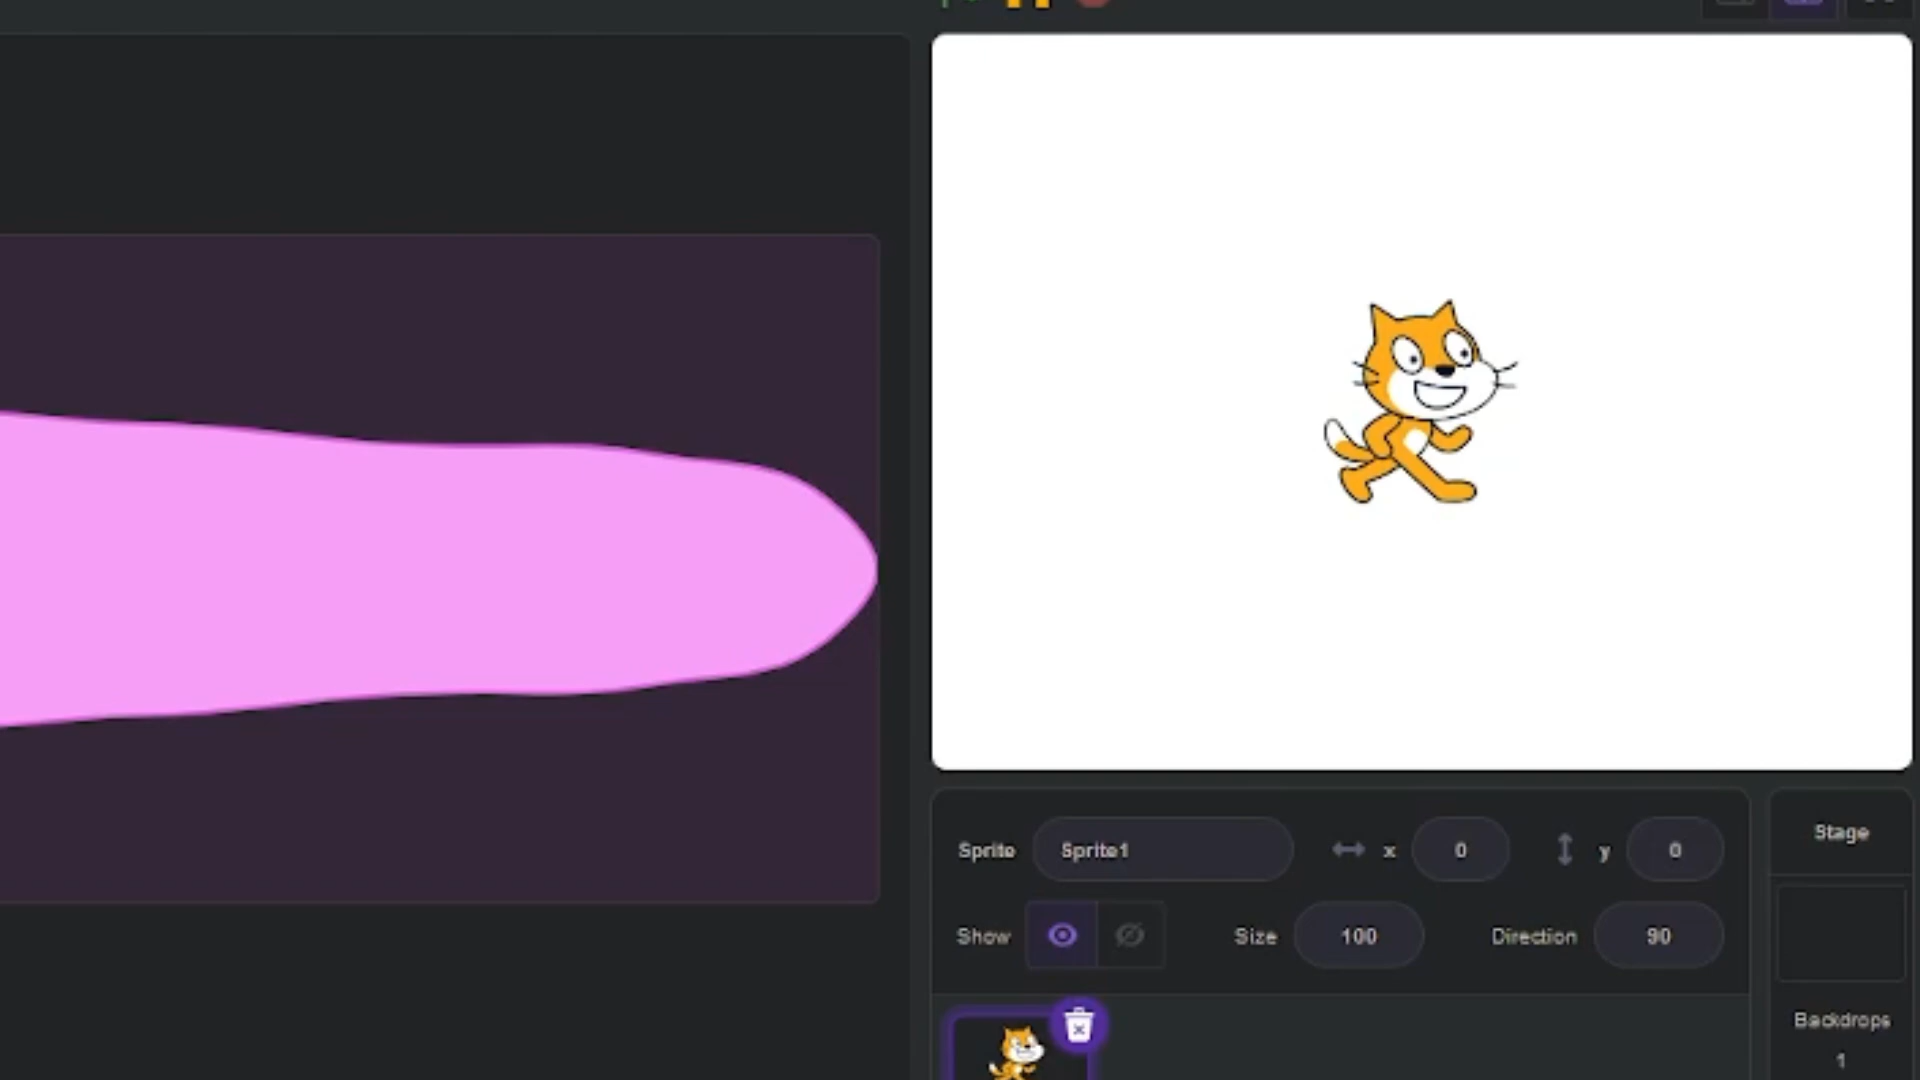 Sprite Sprite1 x 0 y 0
Show Size 100 Direction 90
Stage
Backdrops
1